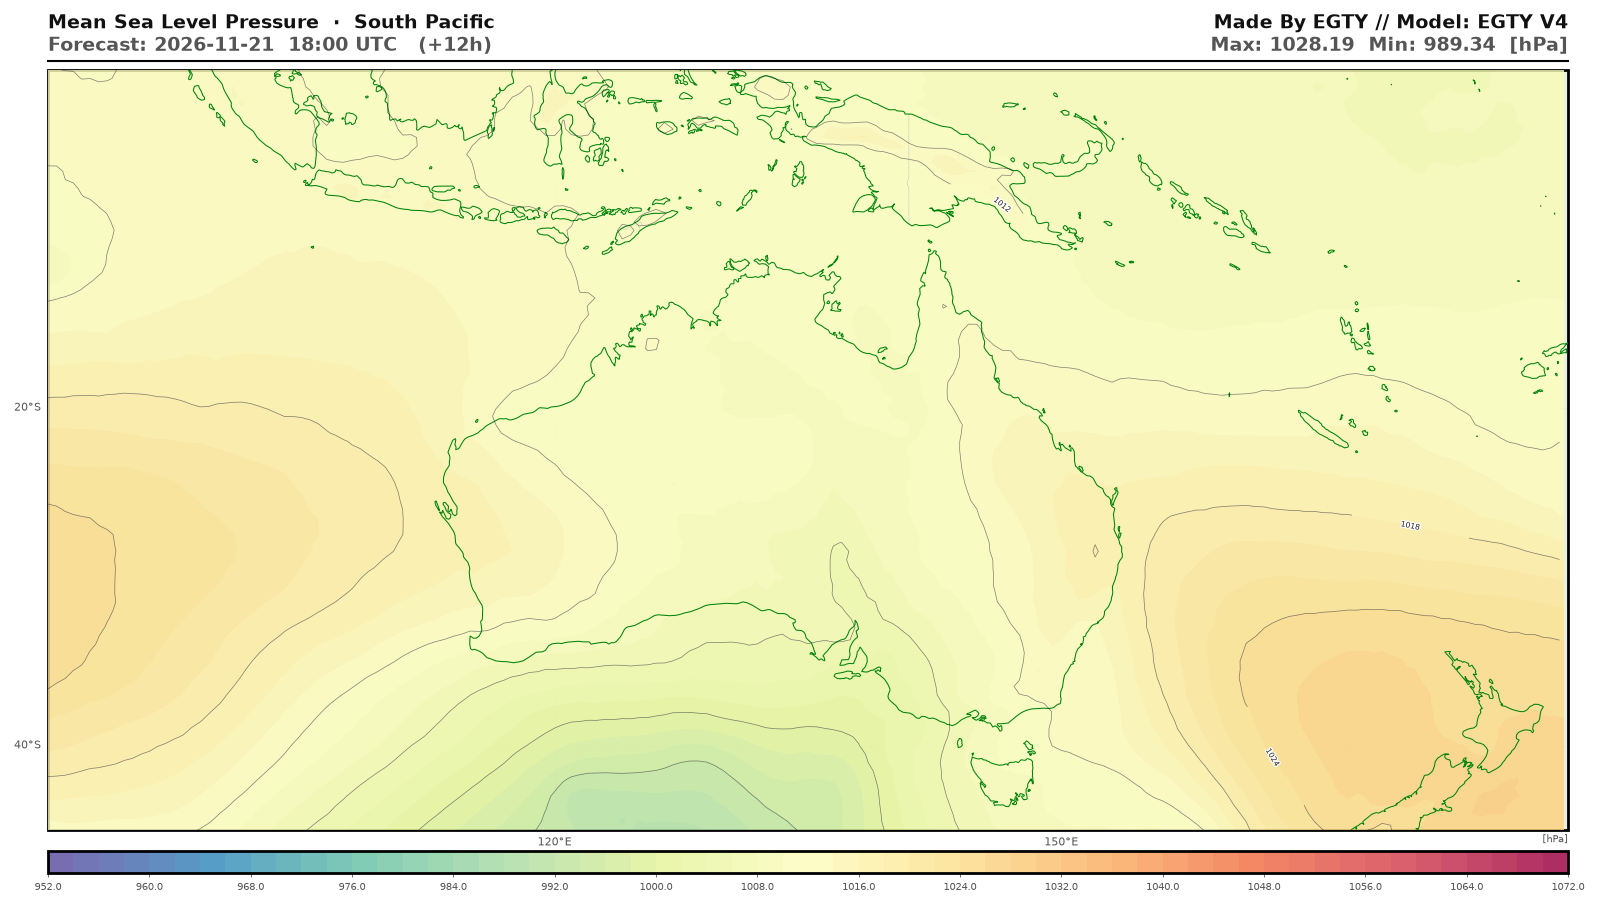 Mean Sea Level Pressure · South Pacific
Made By EGTY // Model: EGTY V4
Forecast: 2026-11-21 18:00 UTC (+12h)
Max: 1028.19 Min: 989.34 [hPa]
1012
20°S
1018
40°S
1024
120°E
150°E
[hPa]
952.0 960.0 968.0 976.0 984.0 992.0 1000.0 1008.0 1016.0 1024.0 1032.0 1040.0 1048.0 1056.0 1064.0 1072.0